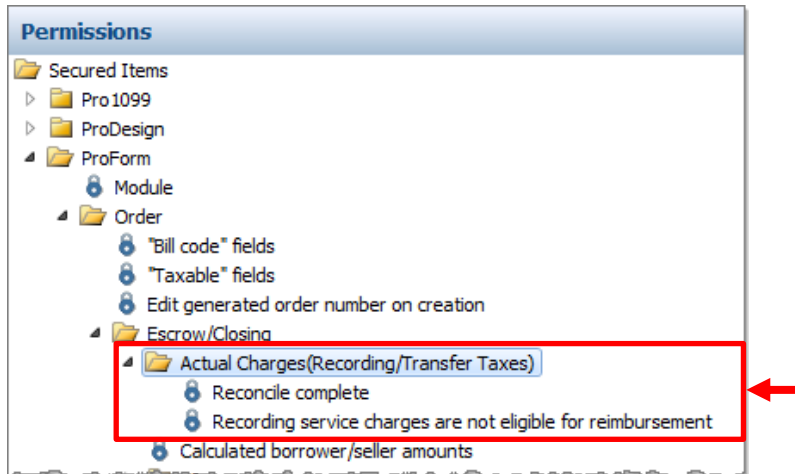 Permissions
Secured Items
Pro1099
ProDesign
ProForm
Module
Order
"Bill code" fields
"Taxable" fields
Edit generated order number on creation
Escrow/Closing
Actual Charges(Recording/Transfer Taxes)
Reconcile complete
Recording service charges are not eligible for reimbursement
Calculated borrower/seller amounts